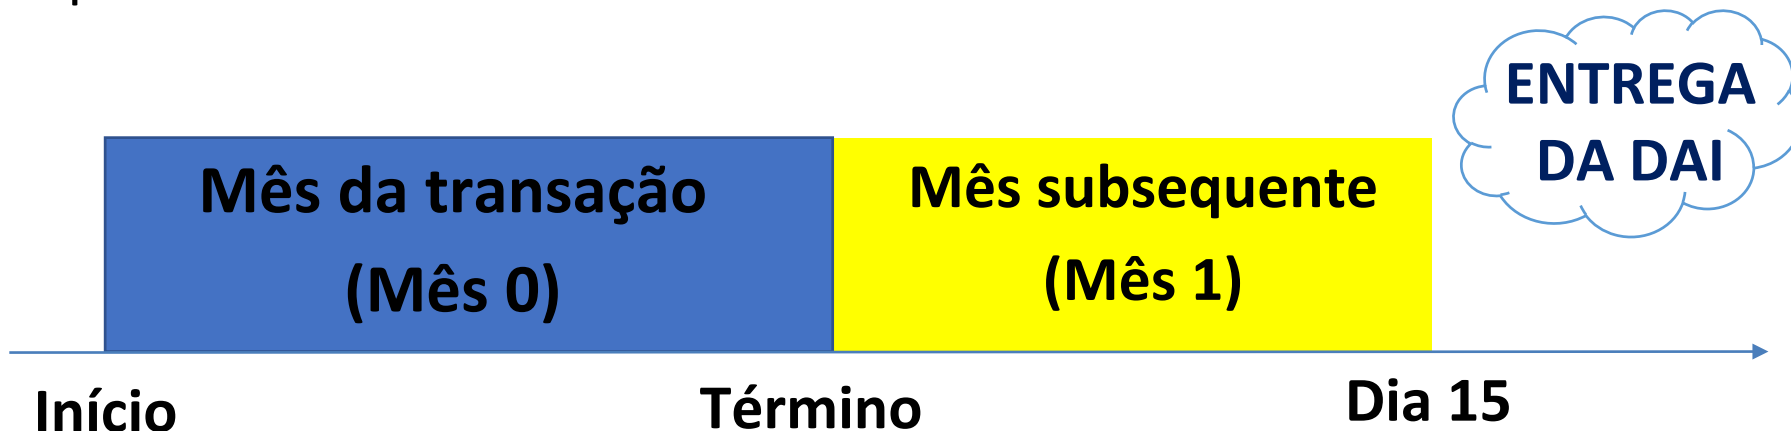 ENTREGA
DA DAI
Mês da transação
(Mês 0)
Mês subsequente
(Mês 1)
Início
Término
Dia 15